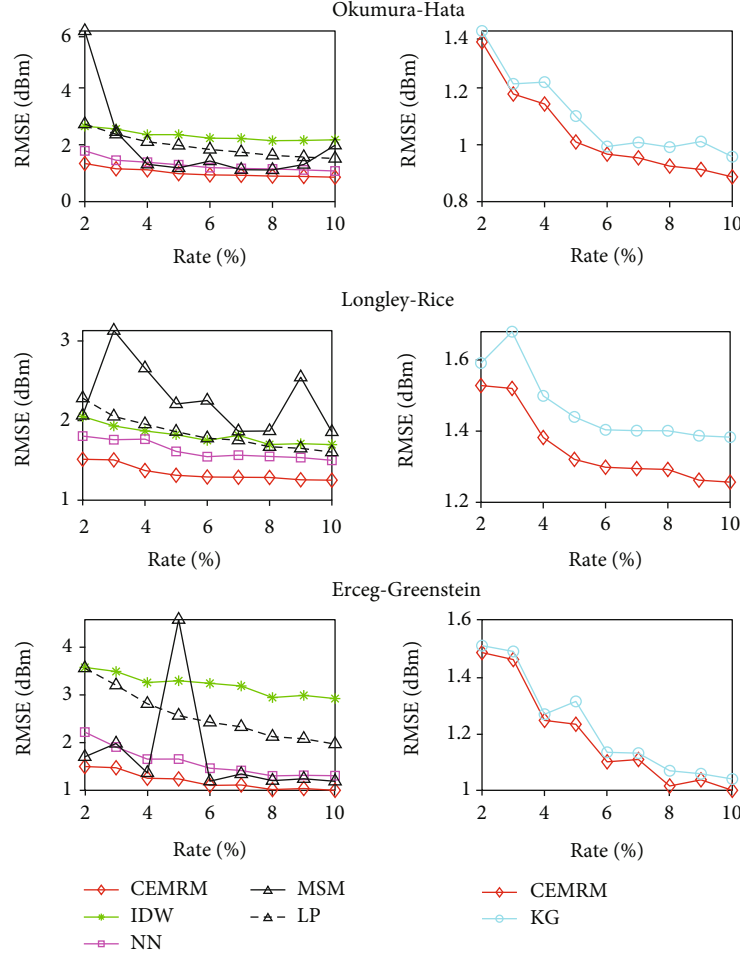 Okumura-Hata
6
4
2
0
RMSE (dBm)
2 4 6 8 10
Rate (%)
1.4
1.2
1
0.8
RMSE (dBm)
2 4 6 8 10
Rate (%)
Longley-Rice
3
2
1
RMSE (dBm)
2 4 6 8 10
Rate (%)
1.6
1.4
1.2
RMSE (dBm)
2 4 6 8 10
Rate (%)
Erceg-Greenstein
4
3
2
1
RMSE (dBm)
2 4 6 8 10
Rate (%)
1.6
1.4
1.2
1
RMSE (dBm)
2 4 6 8 10
Rate (%)
CEMRM
IDW
NN
MSM
LP
CEMRM
KG